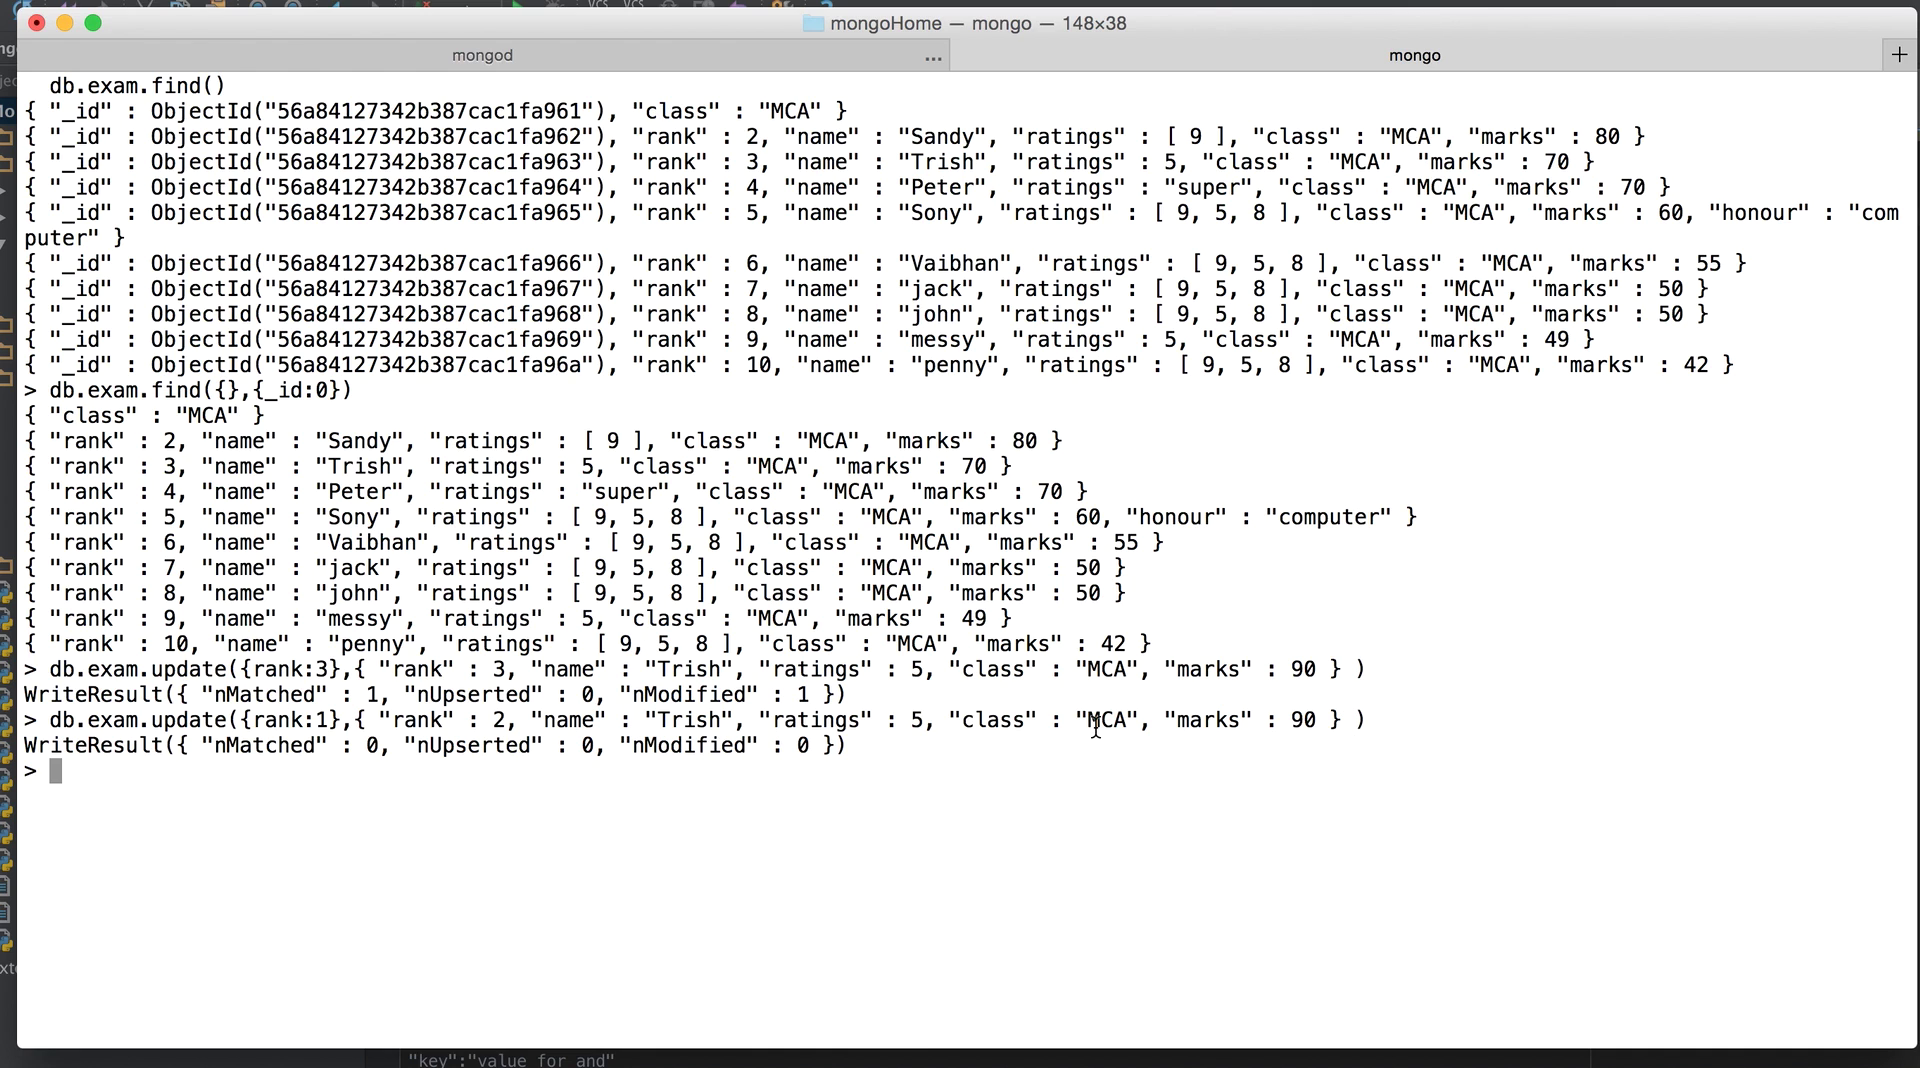 mongoHome — mongo — 148×38
mongod ... mongo +
db.exam.find()
{ "_id" : ObjectId("56a84127342b387cac1fa961"), "class" : "MCA" }
{ "_id" : ObjectId("56a84127342b387cac1fa962"), "rank" : 2, "name" : "Sandy", "ratings" : [ 9 ], "class" : "MCA", "marks" : 80 }
{ "_id" : ObjectId("56a84127342b387cac1fa963"), "rank" : 3, "name" : "Trish", "ratings" : 5, "class" : "MCA", "marks" : 70 }
{ "_id" : ObjectId("56a84127342b387cac1fa964"), "rank" : 4, "name" : "Peter", "ratings" : "super", "class" : "MCA", "marks" : 70 }
{ "_id" : ObjectId("56a84127342b387cac1fa965"), "rank" : 5, "name" : "Sony", "ratings" : [ 9, 5, 8 ], "class" : "MCA", "marks" : 60, "honour" : "com
puter" }
{ "_id" : ObjectId("56a84127342b387cac1fa966"), "rank" : 6, "name" : "Vaibhan", "ratings" : [ 9, 5, 8 ], "class" : "MCA", "marks" : 55 }
{ "_id" : ObjectId("56a84127342b387cac1fa967"), "rank" : 7, "name" : "jack", "ratings" : [ 9, 5, 8 ], "class" : "MCA", "marks" : 50 }
{ "_id" : ObjectId("56a84127342b387cac1fa968"), "rank" : 8, "name" : "john", "ratings" : [ 9, 5, 8 ], "class" : "MCA", "marks" : 50 }
{ "_id" : ObjectId("56a84127342b387cac1fa969"), "rank" : 9, "name" : "messy", "ratings" : 5, "class" : "MCA", "marks" : 49 }
{ "_id" : ObjectId("56a84127342b387cac1fa96a"), "rank" : 10, "name" : "penny", "ratings" : [ 9, 5, 8 ], "class" : "MCA", "marks" : 42 }
> db.exam.find({},{_id:0})
{ "class" : "MCA" }
{ "rank" : 2, "name" : "Sandy", "ratings" : [ 9 ], "class" : "MCA", "marks" : 80 }
{ "rank" : 3, "name" : "Trish", "ratings" : 5, "class" : "MCA", "marks" : 70 }
{ "rank" : 4, "name" : "Peter", "ratings" : "super", "class" : "MCA", "marks" : 70 }
{ "rank" : 5, "name" : "Sony", "ratings" : [ 9, 5, 8 ], "class" : "MCA", "marks" : 60, "honour" : "computer" }
{ "rank" : 6, "name" : "Vaibhan", "ratings" : [ 9, 5, 8 ], "class" : "MCA", "marks" : 55 }
{ "rank" : 7, "name" : "jack", "ratings" : [ 9, 5, 8 ], "class" : "MCA", "marks" : 50 }
{ "rank" : 8, "name" : "john", "ratings" : [ 9, 5, 8 ], "class" : "MCA", "marks" : 50 }
{ "rank" : 9, "name" : "messy", "ratings" : 5, "class" : "MCA", "marks" : 49 }
{ "rank" : 10, "name" : "penny", "ratings" : [ 9, 5, 8 ], "class" : "MCA", "marks" : 42 }
> db.exam.update({rank:3},{ "rank" : 3, "name" : "Trish", "ratings" : 5, "class" : "MCA", "marks" : 90 } )
WriteResult({ "nMatched" : 1, "nUpserted" : 0, "nModified" : 1 })
> db.exam.update({rank:1},{ "rank" : 2, "name" : "Trish", "ratings" : 5, "class" : "MCA", "marks" : 90 } )
WriteResult({ "nMatched" : 0, "nUpserted" : 0, "nModified" : 0 })
>
"key":"value for and"